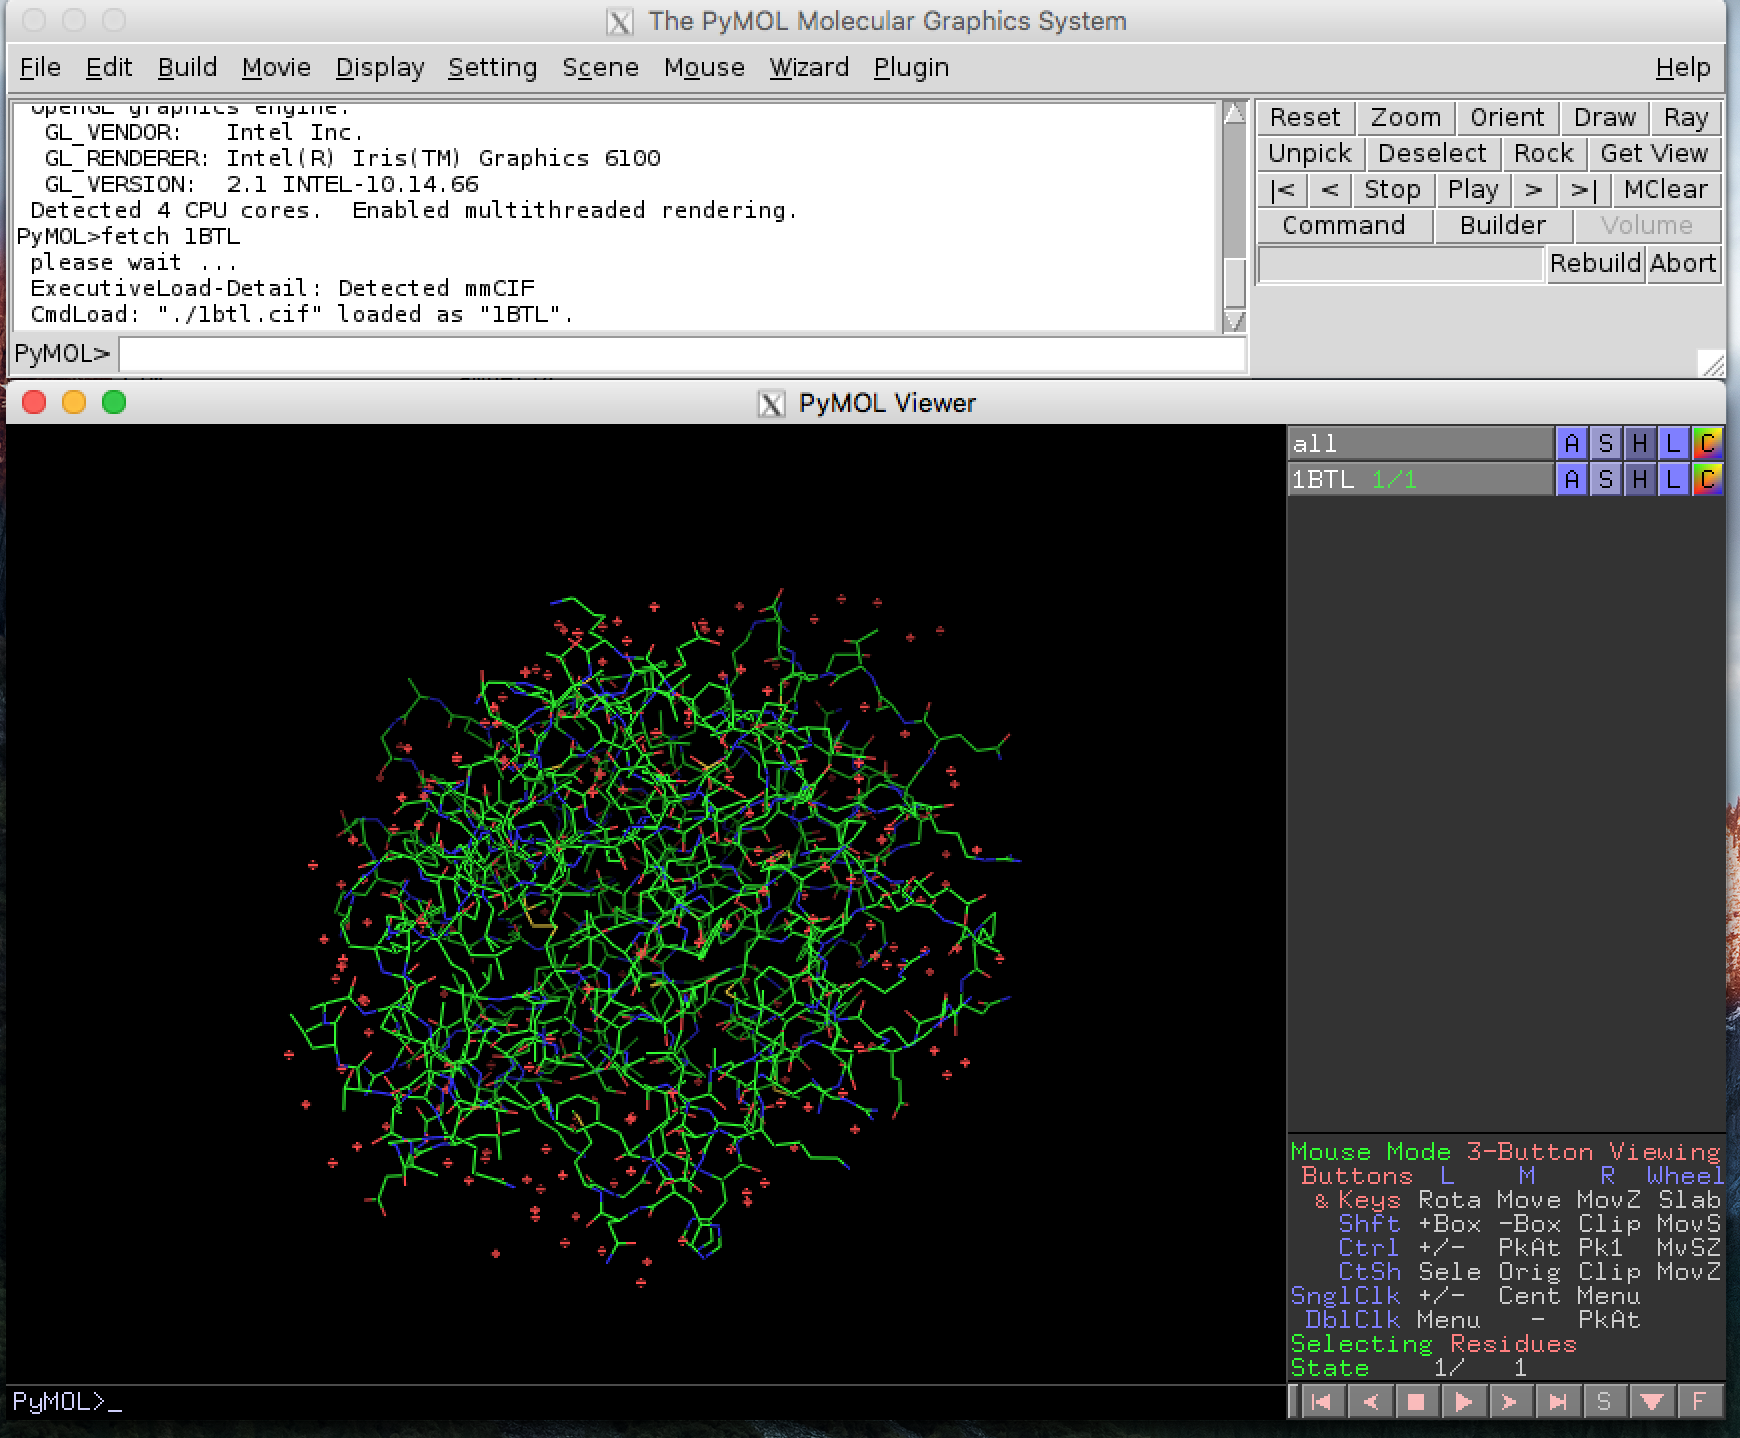 The PyMOL Molecular Graphics System
File Edit Build Movie Display Setting Scene Mouse Wizard Plugin Help
OpenGL graphics engine.
GL_VENDOR: Intel Inc.
GL_RENDERER: Intel(R) Iris(TM) Graphics 6100
GL_VERSION: 2.1 INTEL-10.14.66
Detected 4 CPU cores. Enabled multithreaded rendering.
PyMOL>fetch 1BTL
please wait ...
ExecutiveLoad-Detail: Detected mmCIF
CmdLoad: "./1btl.cif" loaded as "1BTL".
PyMOL>
Reset Zoom Orient Draw Ray
Unpick Deselect Rock Get View
|< < Stop Play > >| MClear
Command Builder Volume
Rebuild Abort
PyMOL Viewer
all A S H L C
1BTL 1/1 A S H L C
Mouse Mode 3-Button Viewing
Buttons L M R Wheel
& Keys Rota Move MovZ Slab
Shft +Box -Box Clip MovS
Ctrl +/- PkAt Pk1 MvSZ
CtSh Sele Orig Clip MovZ
SnglClk +/- Cent Menu
DblClk Menu - PkAt
Selecting Residues
State 1/ 1
S F
PyMOL>_